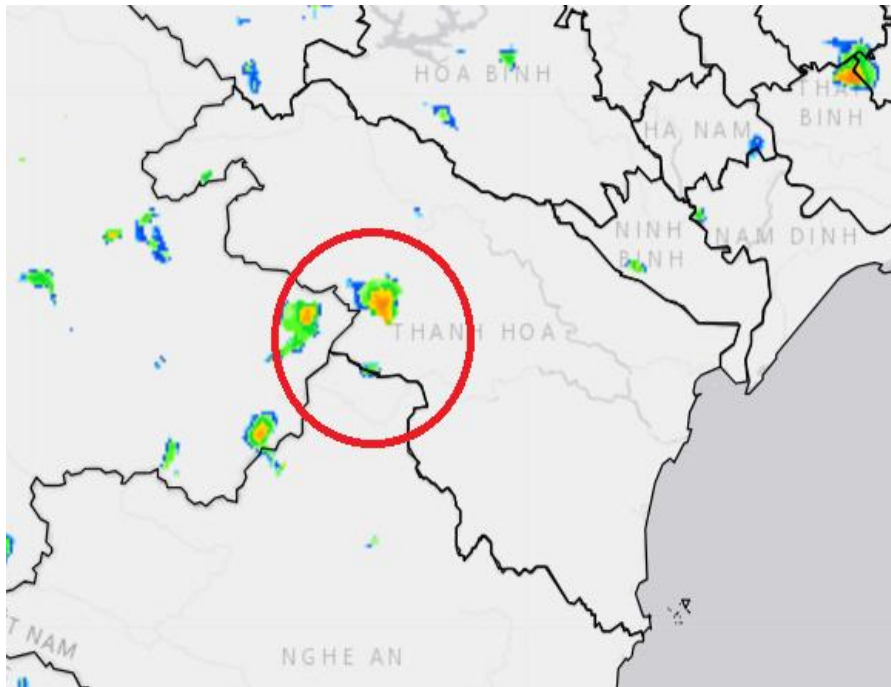 HOA BINH
THAI
BINH
HA NAM
NINH
BINH
NAM DINH
THANH HOA
T NAM
NGHE AN